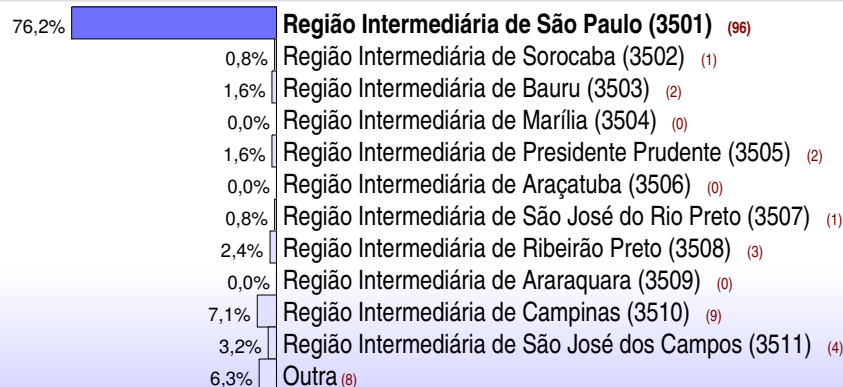 76,2% Região Intermediária de São Paulo (3501) (96)
0,8% Região Intermediária de Sorocaba (3502) (1)
1,6% Região Intermediária de Bauru (3503) (2)
0,0% Região Intermediária de Marília (3504) (0)
1,6% Região Intermediária de Presidente Prudente (3505) (2)
0,0% Região Intermediária de Araçatuba (3506) (0)
0,8% Região Intermediária de São José do Rio Preto (3507) (1)
2,4% Região Intermediária de Ribeirão Preto (3508) (3)
0,0% Região Intermediária de Araraquara (3509) (0)
7,1% Região Intermediária de Campinas (3510) (9)
3,2% Região Intermediária de São José dos Campos (3511) (4)
6,3% Outra (8)